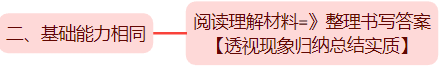 二、基础能力相同
阅读理解材料=》整理书写答案
【透视现象归纳总结实质】